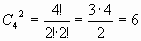 C₄² = 4!/(2!·2!) = (3·4)/2 = 6